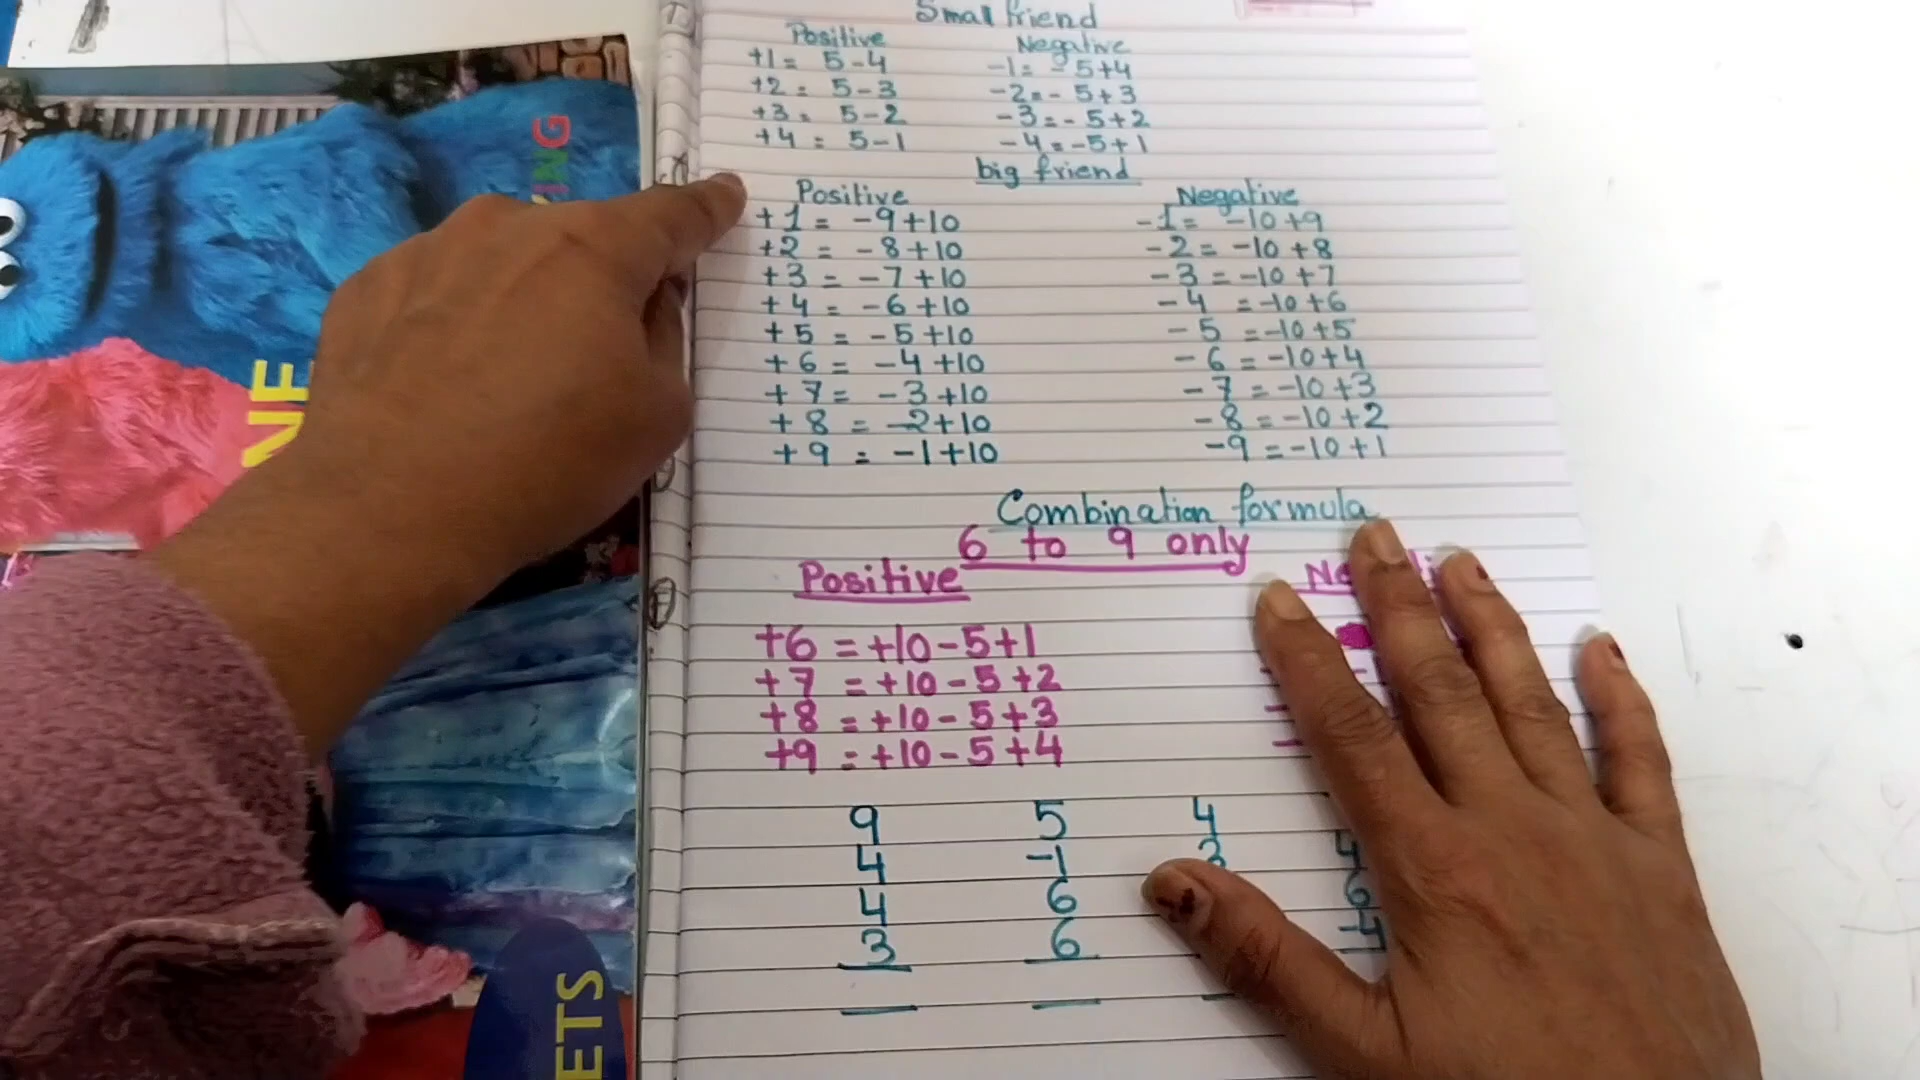 Smal friend
Positive Negative
+1 = 5-4 -1 = -5+4
+2 = 5-3 -2 = -5+3
+3 = 5-2 -3 = -5+2
+4 = 5-1 -4 = -5+1
big friend
Positive Negative
+1 = -9+10 -1 = -10+9
+2 = -8+10 -2 = -10+8
+3 = -7+10 -3 = -10+7
+4 = -6+10 -4 = -10+6
+5 = -5+10 -5 = -10+5
+6 = -4+10 -6 = -10+4
+7 = -3+10 -7 = -10+3
+8 = -2+10 -8 = -10+2
+9 = -1+10 -9 = -10+1
Combination formula
6 to 9 only
Positive
+6 = +10-5+1
+7 = +10-5+2
+8 = +10-5+3
+9 = +10-5+4
9 5 4
4 -1 4
4 6 6
3 6 -4
NE
ETS